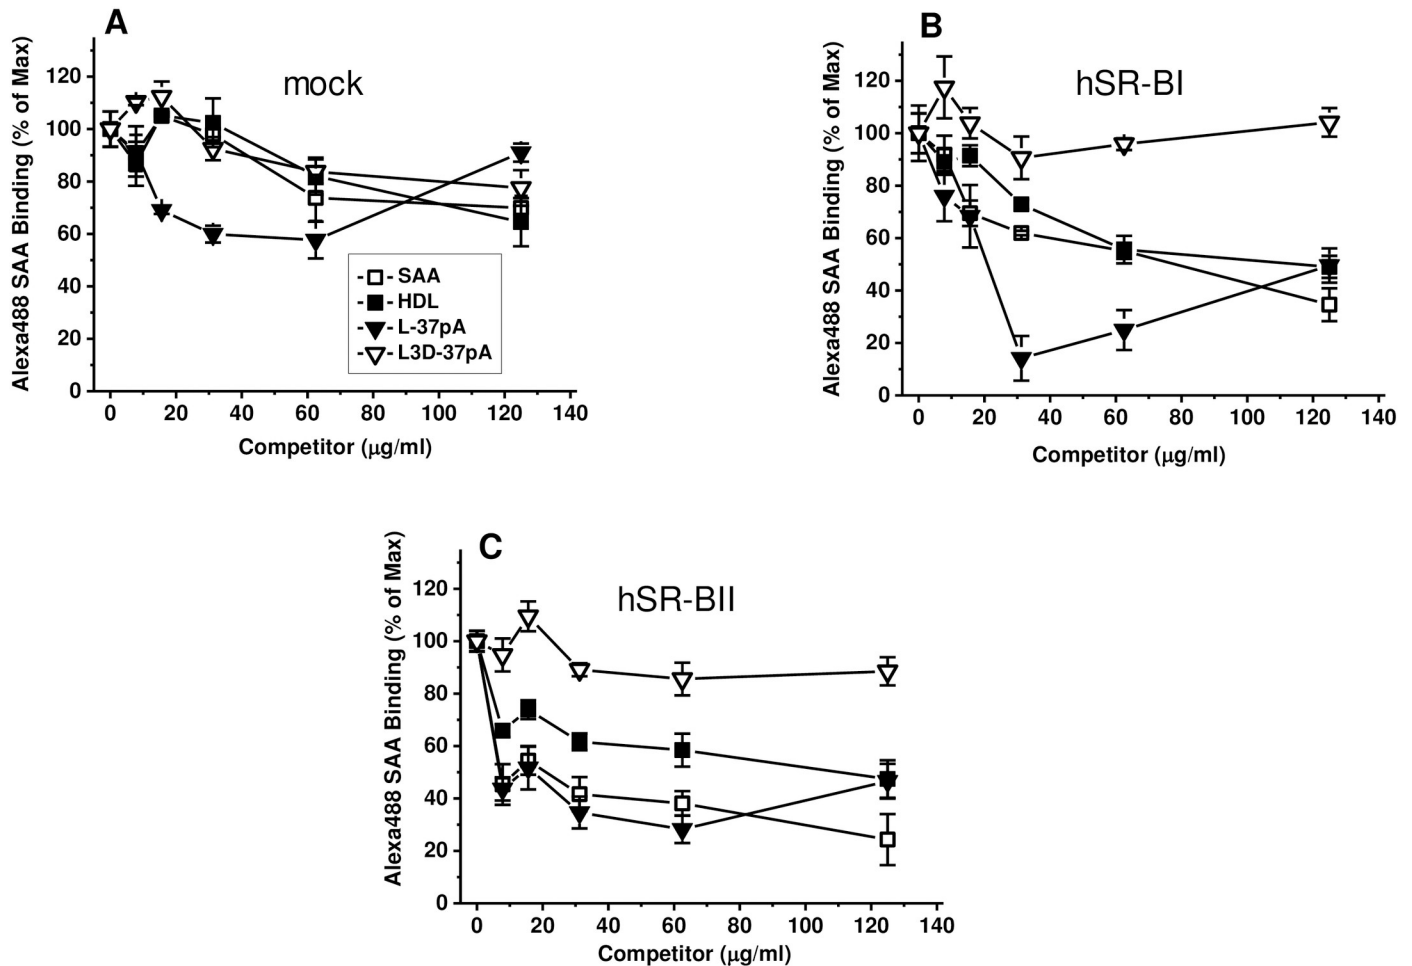 A
mock
Alexa488 SAA Binding (% of Max)
120
100
80
60
40
20
0
-□- SAA
-■- HDL
-▼- L-37pA
-▽- L3D-37pA
0 20 40 60 80 100 120 140
Competitor (μg/ml)
B
hSR-BI
Alexa488 SAA Binding (% of Max)
120
100
80
60
40
20
0
0 20 40 60 80 100 120 140
Competitor (μg/ml)
C
hSR-BII
Alexa488 SAA Binding (% of Max)
120
100
80
60
40
20
0
0 20 40 60 80 100 120 140
Competitor (μg/ml)